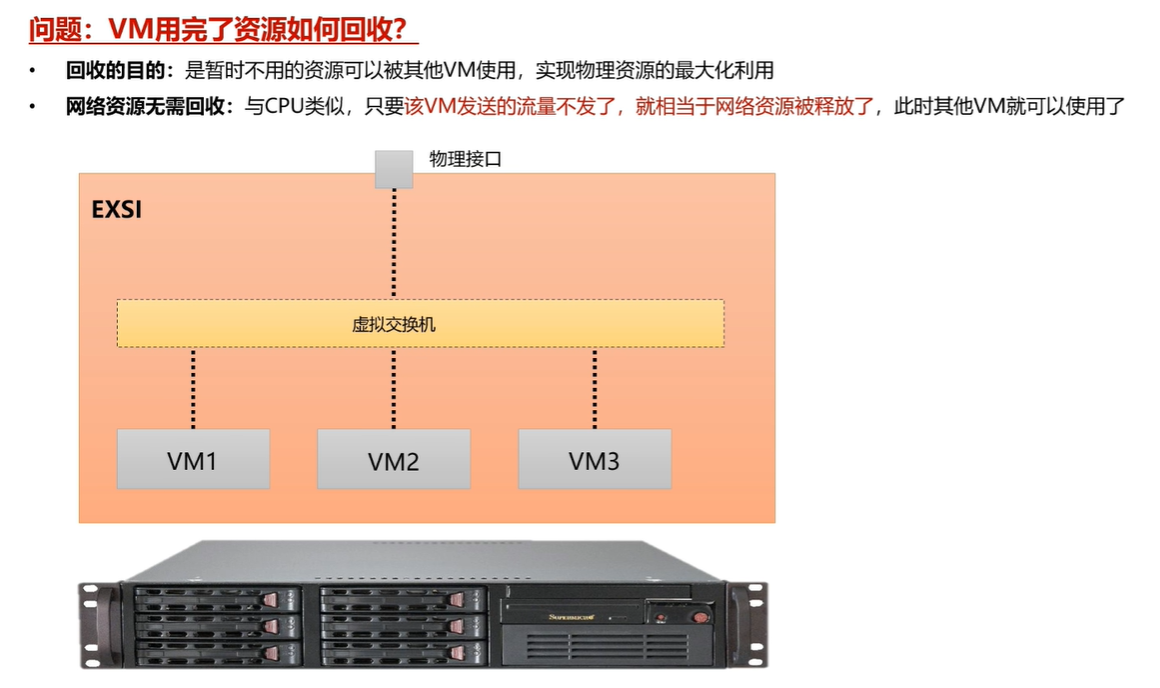 问题：VM用完了资源如何回收？
• 回收的目的：是暂时不用的资源可以被其他VM使用，实现物理资源的最大化利用
• 网络资源无需回收：与CPU类似，只要该VM发送的流量不发了，就相当于网络资源被释放了，此时其他VM就可以使用了
物理接口
EXSI
虚拟交换机
VM1
VM2
VM3
SUPERMICRO